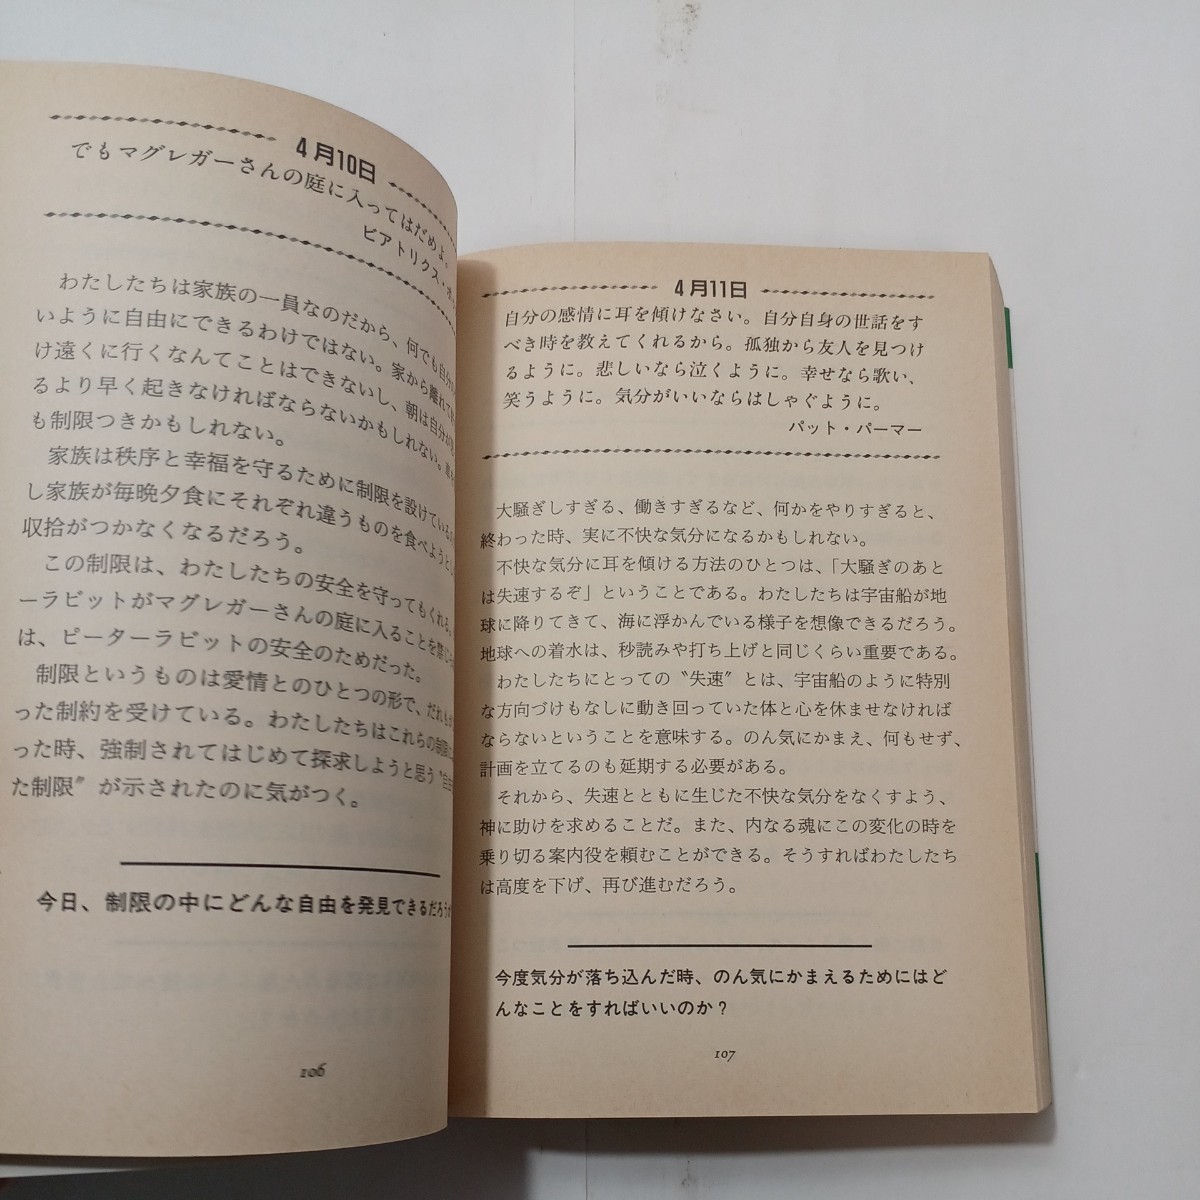 4月10日
でもマグレガーさんの庭に入ってはだめよ。
ビアトリクス・
わたしたちは家族の一員なのだから、何でも自分
いように自由にできるわけではない。家から離れて
け遠くに行くなんてことはできないし、朝は自分が
るより早く起きなければならないかもしれない。
も制限つきかもしれない。
家族は秩序と幸福を守るために制限を設けている
し家族が毎晩夕食にそれぞれ違うものを食べようと
収拾がつかなくなるだろう。
この制限は、わたしたちの安全を守ってもくれる。
ーラビットがマグレガーさんの庭に入ることを禁じ
は、ピーターラビットの安全のためだった。
制限というものは愛情とのひとつの形で、だれも
った制約を受けている。わたしたちはこれらの制限
った時、強制されてはじめて探求しようと思う〝自由
た制限〟が示されたのに気がつく。
今日、制限の中にどんな自由を発見できるだろうか
106
4月11日
自分の感情に耳を傾けなさい。自分自身の世話をす
べき時を教えてくれるから。孤独から友人を見つけ
るように。悲しいなら泣くように。幸せなら歌い、
笑うように。気分がいいならはしゃぐように。
パット・パーマー
大騒ぎしすぎる、働きすぎるなど、何かをやりすぎると、
終わった時、実に不快な気分になるかもしれない。
不快な気分に耳を傾ける方法のひとつは、「大騒ぎのあと
は失速するぞ」ということである。わたしたちは宇宙船が地
球に降りてきて、海に浮かんでいる様子を想像できるだろう。
地球への着水は、秒読みや打ち上げと同じくらい重要である。
わたしたちにとっての〝失速〟とは、宇宙船のように特別
な方向づけもなしに動き回っていた体と心を休ませなければ
ならないということを意味する。のん気にかまえ、何もせず、
計画を立てるのも延期する必要がある。
それから、失速とともに生じた不快な気分をなくすよう、
神に助けを求めることだ。また、内なる魂にこの変化の時を
乗り切る案内役を頼むことができる。そうすればわたしたち
は高度を下げ、再び進むだろう。
今度気分が落ち込んだ時、のん気にかまえるためにはど
んなことをすればいいのか？
107